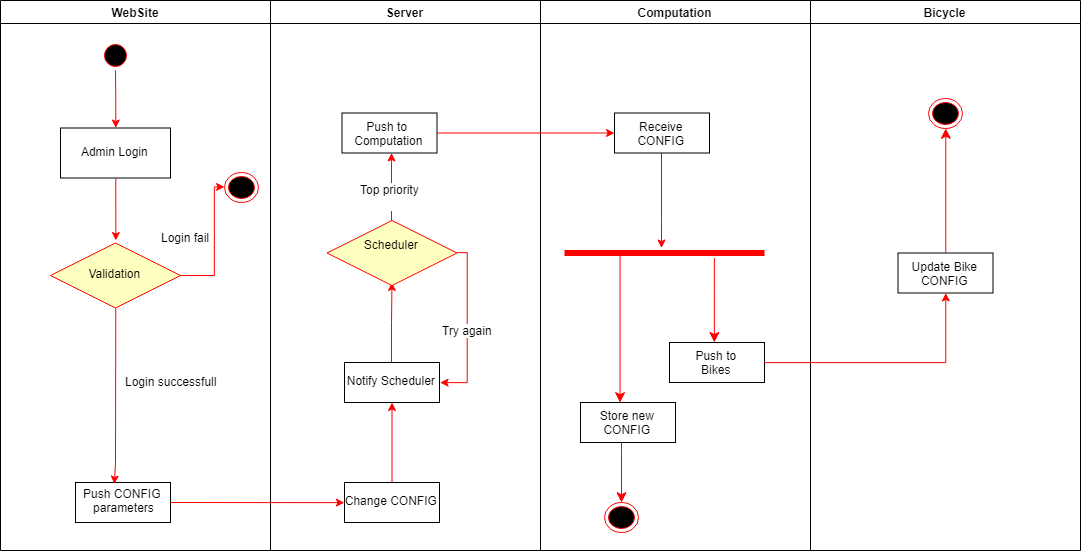 WebSite
Server
Computation
Bicycle
Admin Login
Login fail
Validation
Login successfull
Push CONFIG
parameters
Push to
Computation
Top priority
Scheduler
Try again
Notify Scheduler
Change CONFIG
Receive
CONFIG
Push to
Bikes
Store new
CONFIG
Update Bike
CONFIG